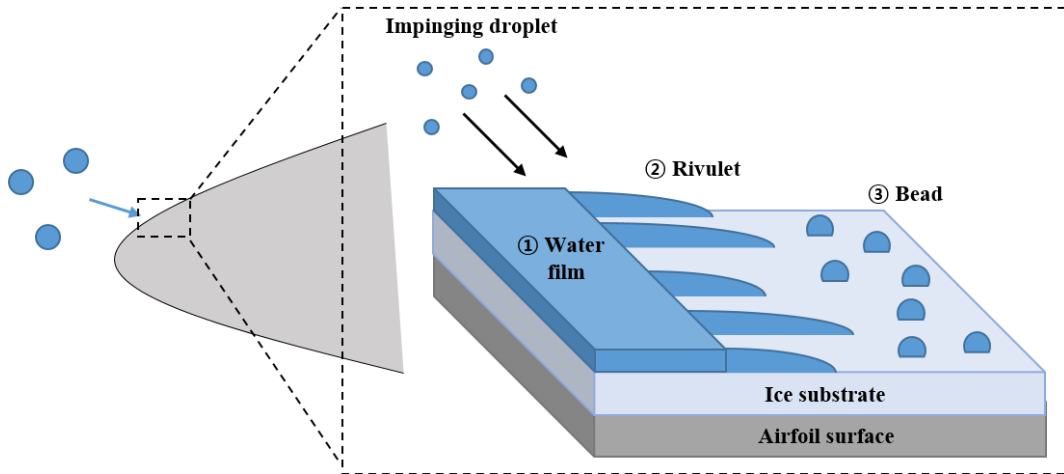 Impinging droplet
② Rivulet
③ Bead
① Water
film
Ice substrate
Airfoil surface